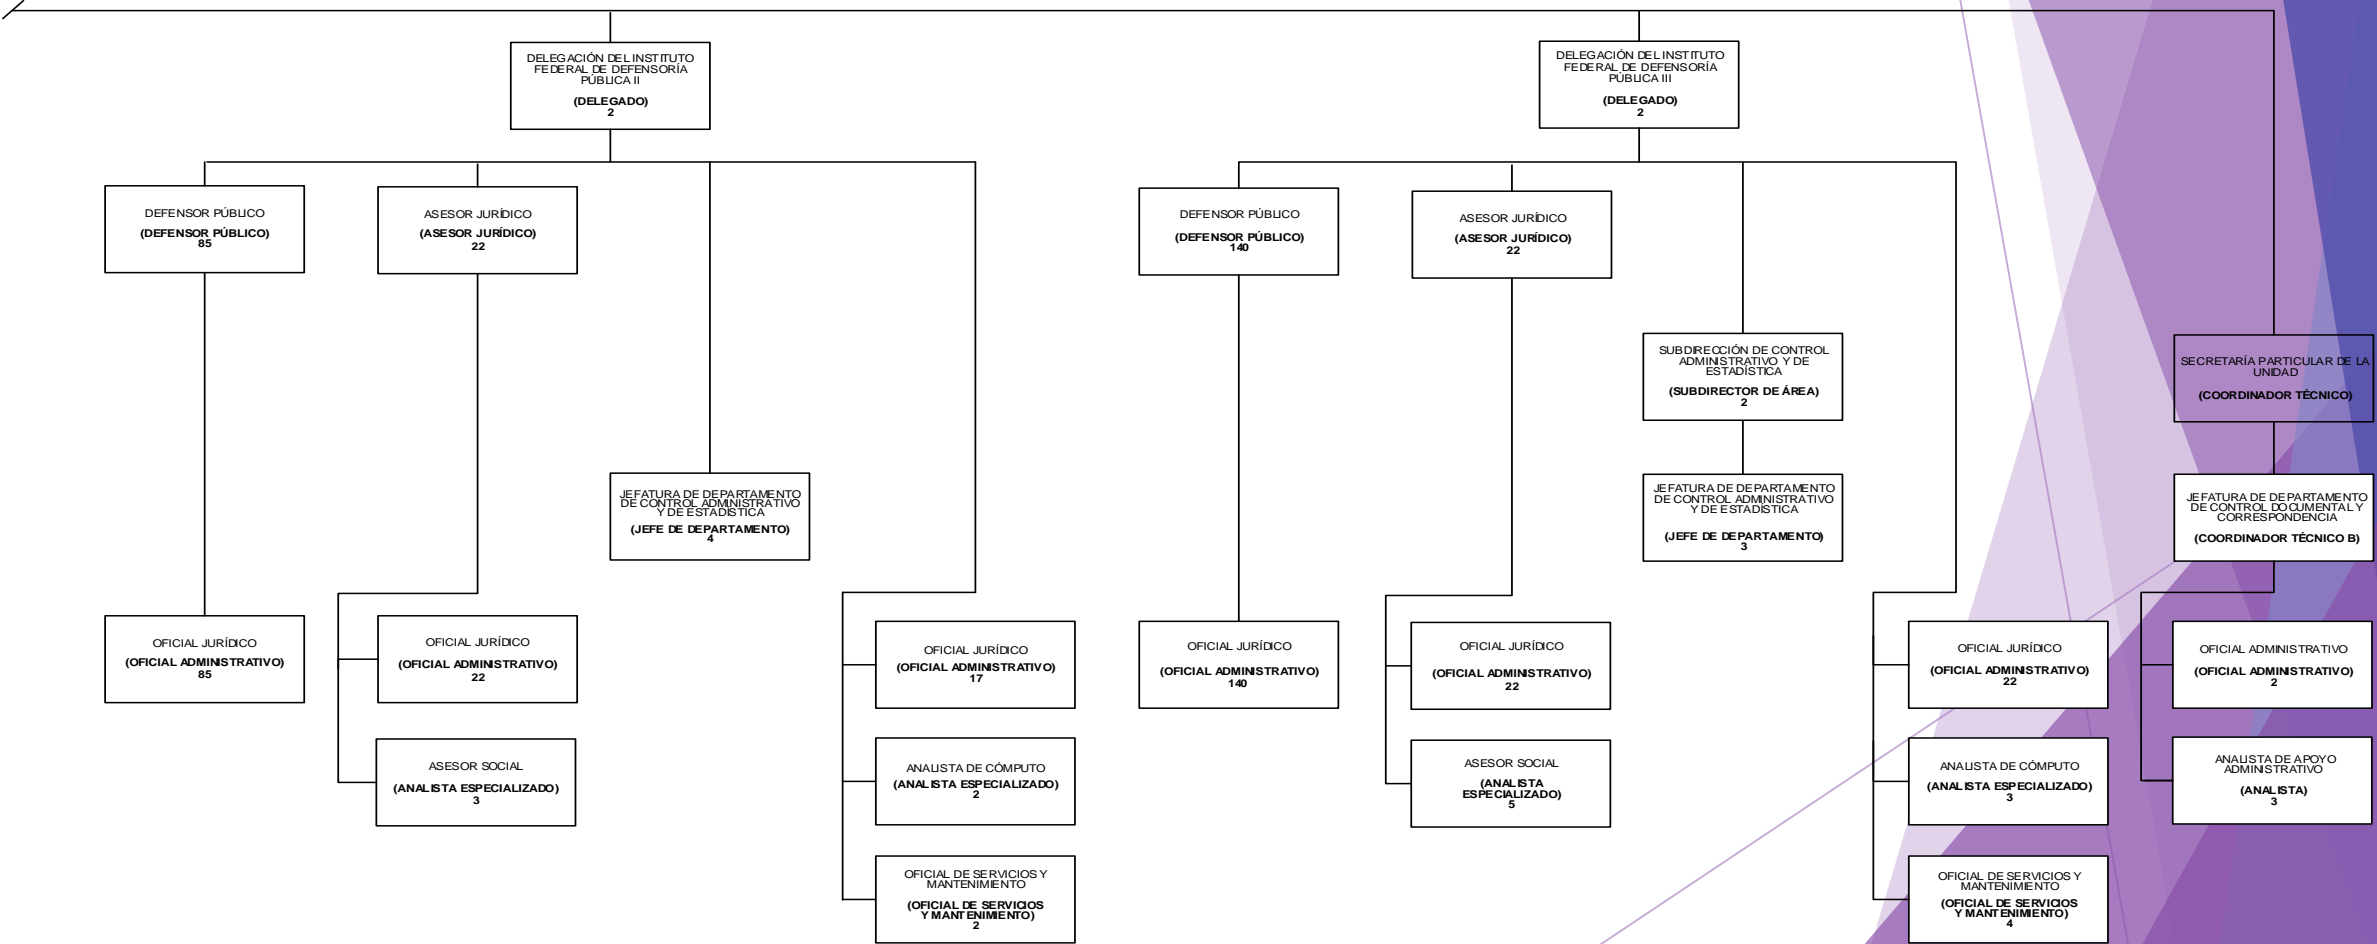 DELEGACIÓN DEL INSTITUTO
FEDERAL DE DEFENSORÍA
PÚBLICA II
(DELEGADO)
2
DELEGACIÓN DEL INSTITUTO
FEDERAL DE DEFENSORÍA
PÚBLICA III
(DELEGADO)
2
DEFENSOR PÚBLICO
(DEFENSOR PÚBLICO)
85
ASESOR JURÍDICO
(ASESOR JURÍDICO)
22
DEFENSOR PÚBLICO
(DEFENSOR PÚBLICO)
140
ASESOR JURÍDICO
(ASESOR JURÍDICO)
22
SUBDIRECCIÓN DE CONTROL
ADMINISTRATIVO Y DE
ESTADÍSTICA
(SUBDIRECTOR DE ÁREA)
2
SECRETARÍA PARTICULAR DE LA
UNIDAD
(COORDINADOR TÉCNICO)
JEFATURA DE DEPARTAMENTO
DE CONTROL ADMINISTRATIVO
Y DE ESTADÍSTICA
(JEFE DE DEPARTAMENTO)
4
JEFATURA DE DEPARTAMENTO
DE CONTROL ADMINISTRATIVO
Y DE ESTADÍSTICA
(JEFE DE DEPARTAMENTO)
3
JEFATURA DE DEPARTAMENTO
DE CONTROL DOCUMENTAL Y
CORRESPONDENCIA
(COORDINADOR TÉCNICO B)
OFICIAL JURÍDICO
(OFICIAL ADMINISTRATIVO)
85
OFICIAL JURÍDICO
(OFICIAL ADMINISTRATIVO)
22
OFICIAL JURÍDICO
(OFICIAL ADMINISTRATIVO)
17
OFICIAL JURÍDICO
(OFICIAL ADMINISTRATIVO)
140
OFICIAL JURÍDICO
(OFICIAL ADMINISTRATIVO)
22
OFICIAL JURÍDICO
(OFICIAL ADMINISTRATIVO)
22
OFICIAL ADMINISTRATIVO
(OFICIAL ADMINISTRATIVO)
2
ASESOR SOCIAL
(ANALISTA ESPECIALIZADO)
3
ANALISTA DE CÓMPUTO
(ANALISTA ESPECIALIZADO)
2
ASESOR SOCIAL
(ANALISTA
ESPECIALIZADO)
5
ANALISTA DE CÓMPUTO
(ANALISTA ESPECIALIZADO)
3
ANALISTA DE APOYO
ADMINISTRATIVO
(ANALISTA)
3
OFICIAL DE SERVICIOS Y
MANTENIMIENTO
(OFICIAL DE SERVICIOS
Y MANTENIMIENTO)
2
OFICIAL DE SERVICIOS Y
MANTENIMIENTO
(OFICIAL DE SERVICIOS
Y MANTENIMIENTO)
4